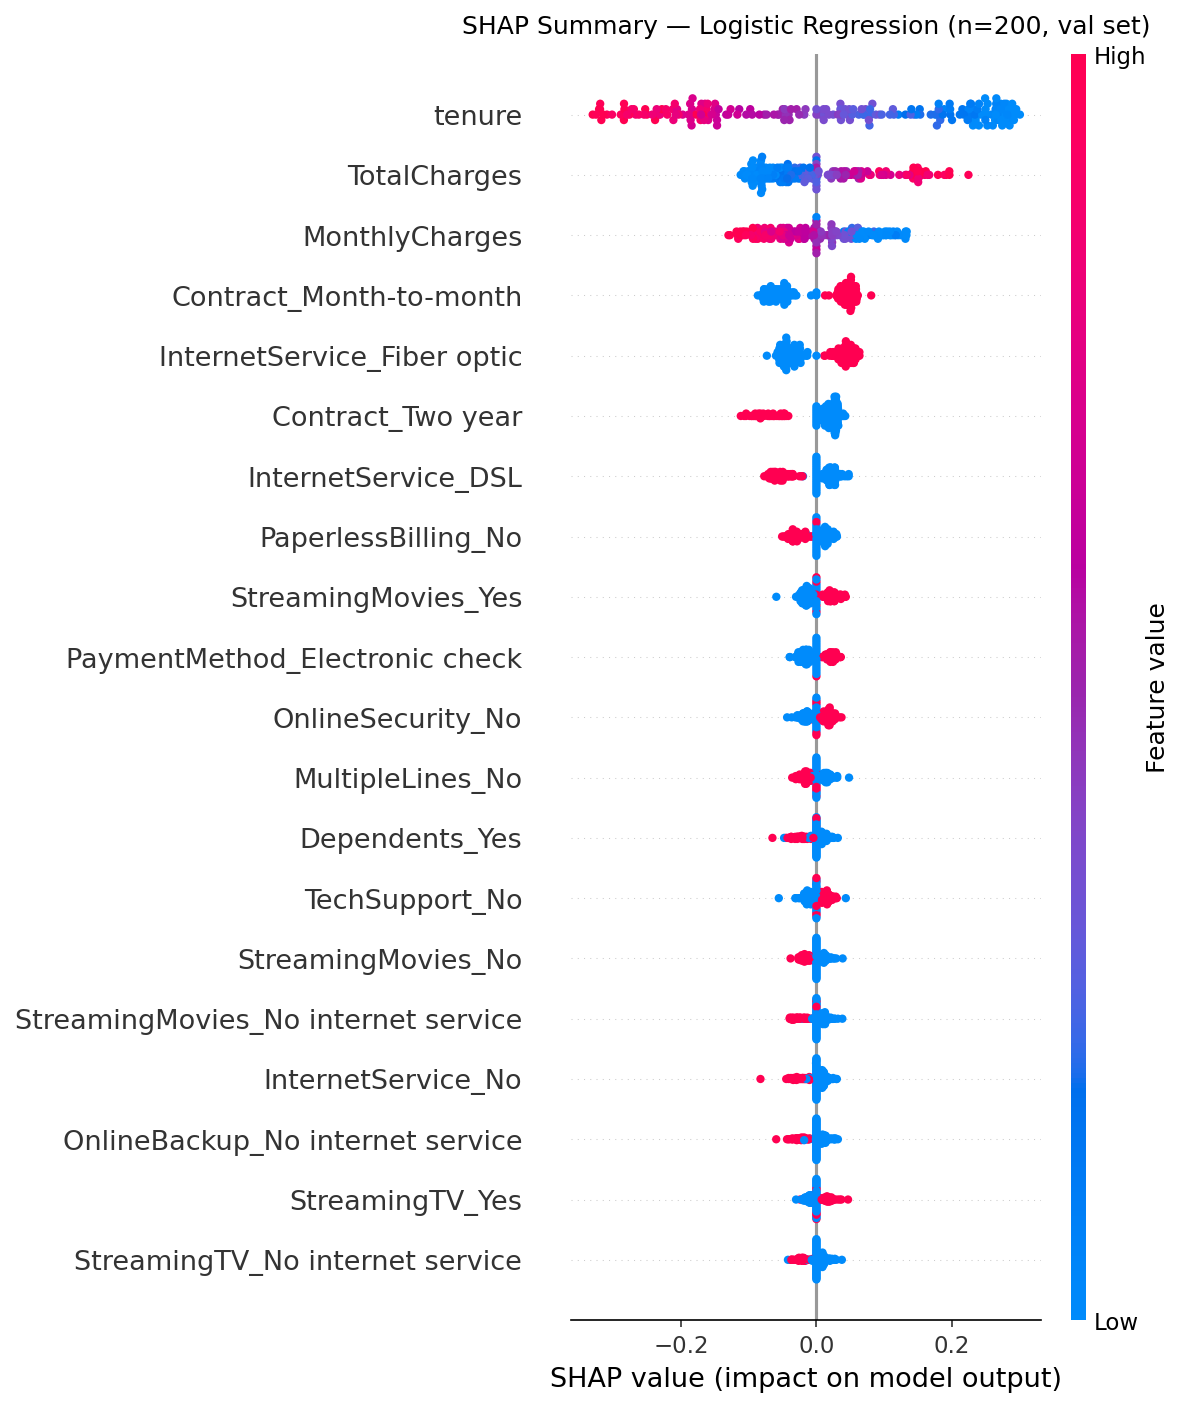 SHAP Summary — Logistic Regression (n=200, val set)
High
tenure
TotalCharges
MonthlyCharges
Contract_Month-to-month
InternetService_Fiber optic
Contract_Two year
InternetService_DSL
PaperlessBilling_No
StreamingMovies_Yes
PaymentMethod_Electronic check
OnlineSecurity_No
MultipleLines_No
Dependents_Yes
TechSupport_No
StreamingMovies_No
StreamingMovies_No internet service
InternetService_No
OnlineBackup_No internet service
StreamingTV_Yes
StreamingTV_No internet service
Feature value
Low
−0.2 0.0 0.2
SHAP value (impact on model output)